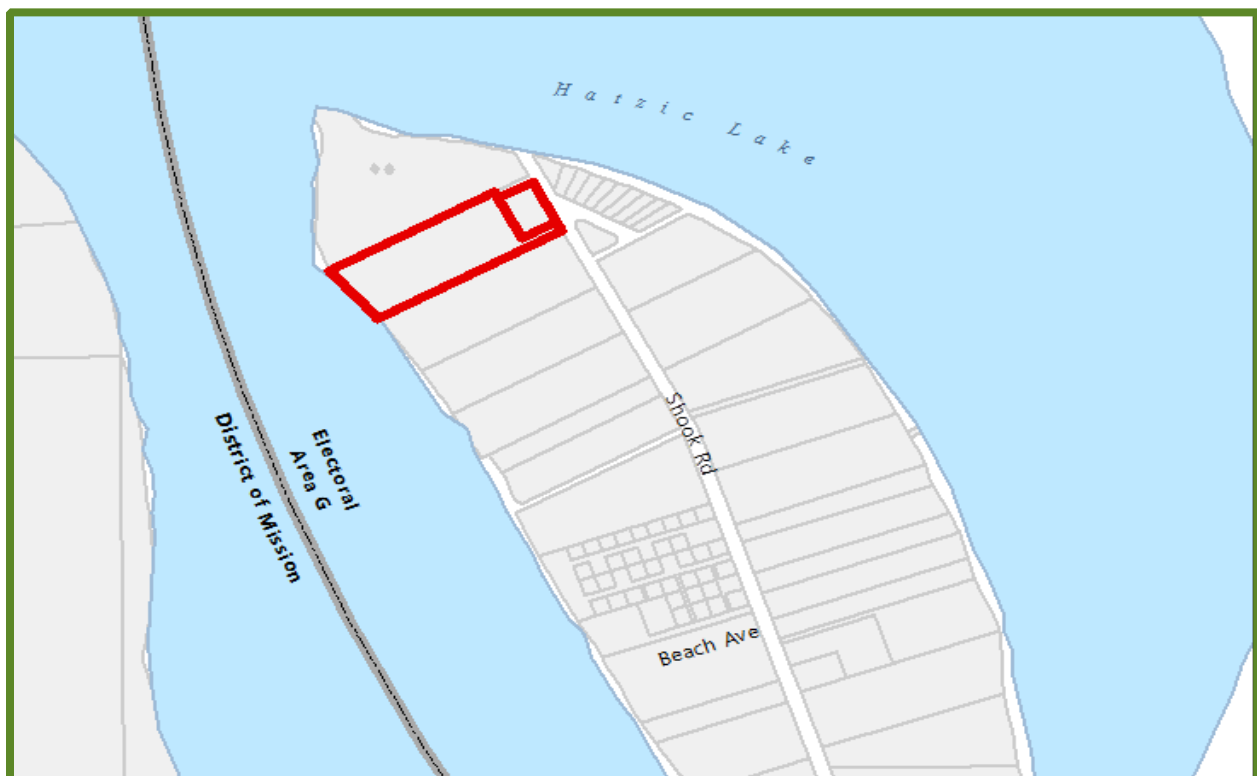 Hatzic Lake
Shook Rd
Electoral
Area G
District of Mission
Beach Ave